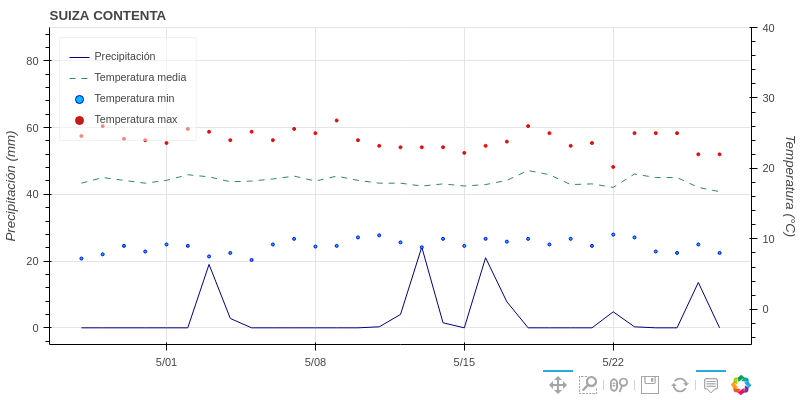 SUIZA CONTENTA
Precipitación
Temperatura media
Temperatura min
Temperatura max
Precipitación (mm)
80
60
40
20
0
Temperatura (°C)
40
30
20
10
0
5/01
5/08
5/15
5/22